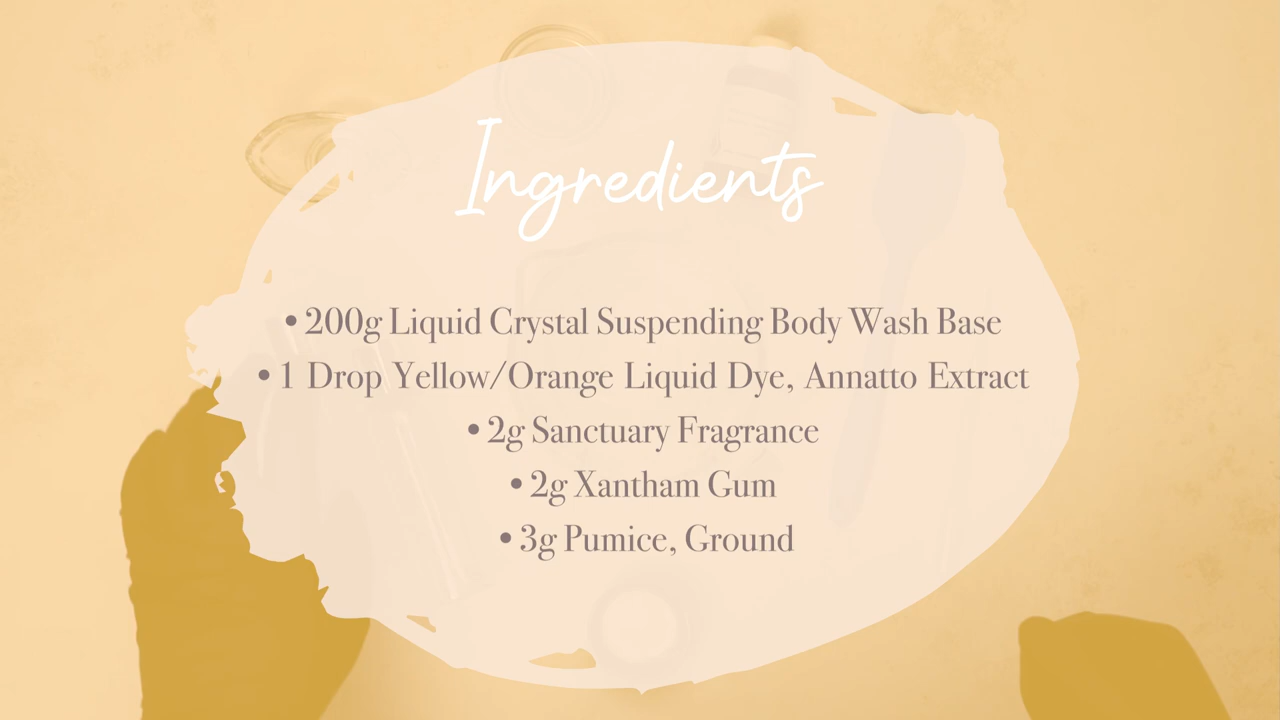 Ingredients
• 200g Liquid Crystal Suspending Body Wash Base
• 1 Drop Yellow/Orange Liquid Dye, Annatto Extract
• 2g Sanctuary Fragrance
• 2g Xantham Gum
• 3g Pumice, Ground